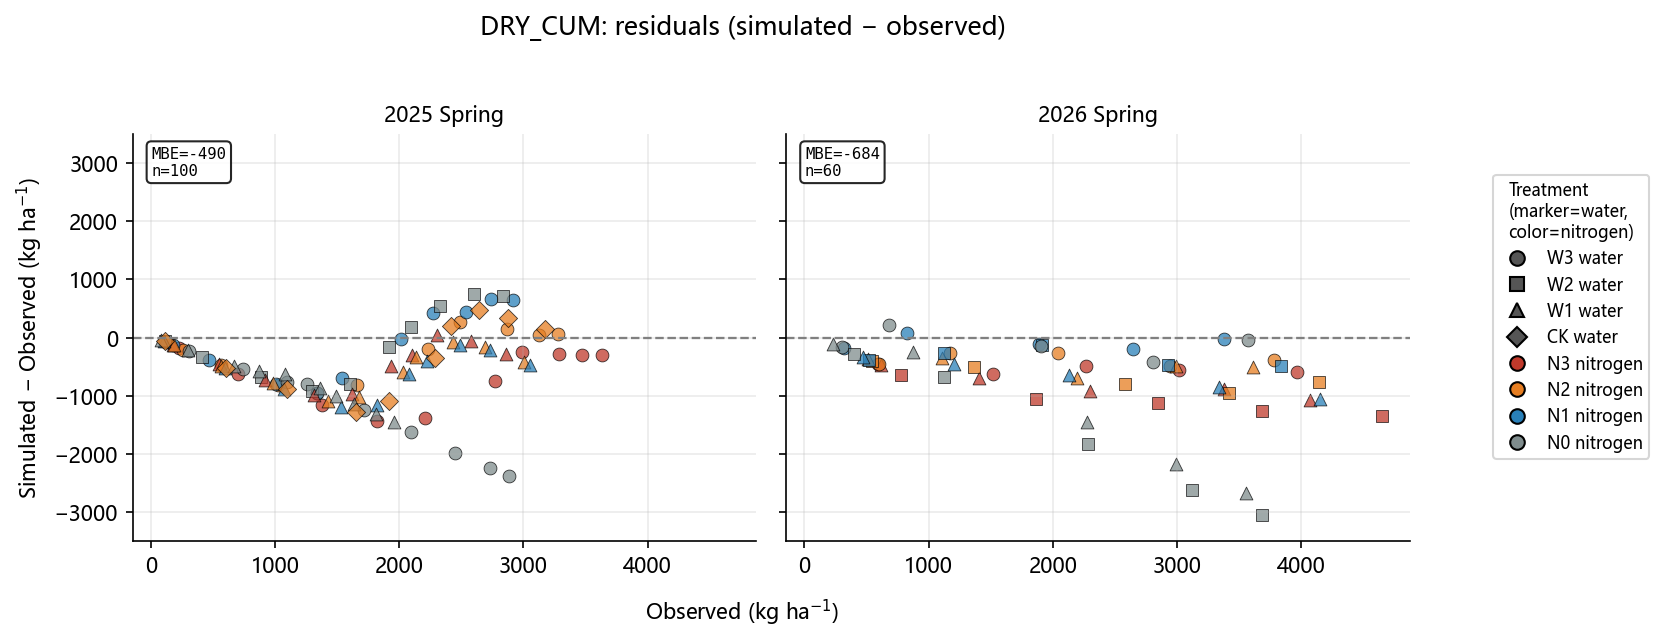 DRY_CUM: residuals (simulated − observed)
2025 Spring
2026 Spring
MBE=-490
n=100
MBE=-684
n=60
Simulated − Observed (kg ha⁻¹)
3000
2000
1000
0
−1000
−2000
−3000
0 1000 2000 3000 4000
0 1000 2000 3000 4000
Observed (kg ha⁻¹)
Treatment
(marker=water,
color=nitrogen)
W3 water
W2 water
W1 water
CK water
N3 nitrogen
N2 nitrogen
N1 nitrogen
N0 nitrogen